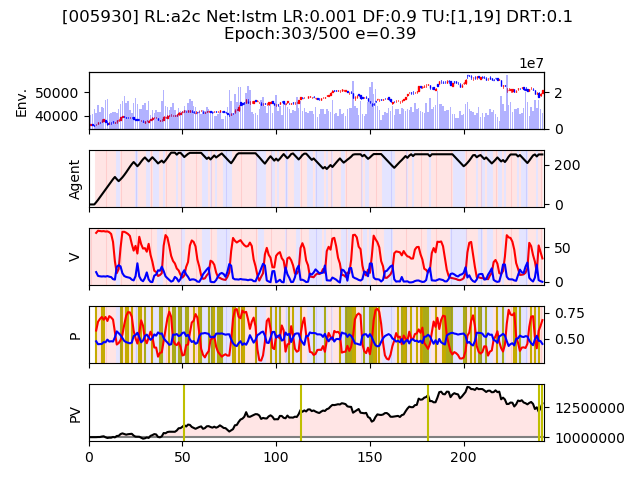 [005930] RL:a2c Net:lstm LR:0.001 DF:0.9 TU:[1,19] DRT:0.1
Epoch:303/500 e=0.39
1e7
Env.
50000
40000
2
0
Agent
200
0
V
50
0
P
0.75
0.50
PV
12500000
10000000
0 50 100 150 200